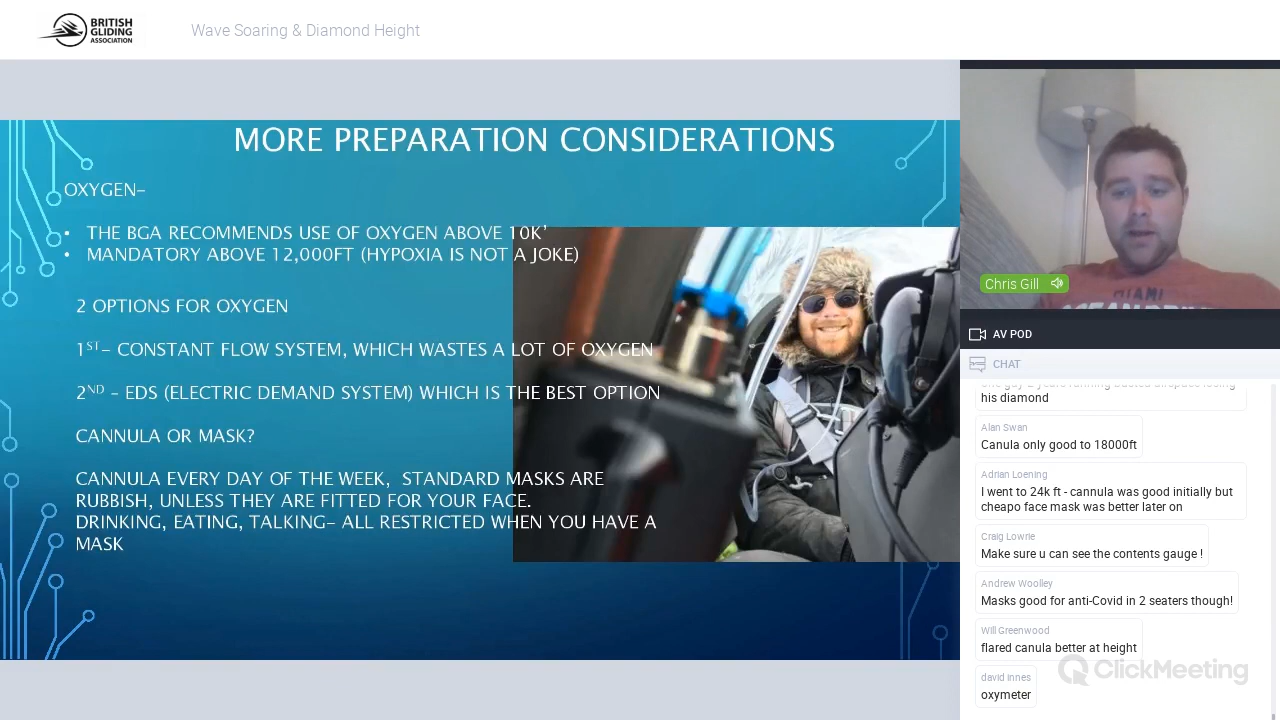 BRITISH
GLIDING
ASSOCIATION
Wave Soaring & Diamond Height
MORE PREPARATION CONSIDERATIONS
OXYGEN–
• THE BGA RECOMMENDS USE OF OXYGEN ABOVE 10K'
• MANDATORY ABOVE 12,000FT (HYPOXIA IS NOT A JOKE)
2 OPTIONS FOR OXYGEN
1ST– CONSTANT FLOW SYSTEM, WHICH WASTES A LOT OF OXYGEN
2ND – EDS (ELECTRIC DEMAND SYSTEM) WHICH IS THE BEST OPTION
CANNULA OR MASK?
CANNULA EVERY DAY OF THE WEEK, STANDARD MASKS ARE
RUBBISH, UNLESS THEY ARE FITTED FOR YOUR FACE.
DRINKING, EATING, TALKING– ALL RESTRICTED WHEN YOU HAVE A
MASK
MIAMI
Chris Gill
AV POD
CHAT
his diamond
Alan Swan
Canula only good to 18000ft
Adrian Loening
I went to 24k ft - cannula was good initially but
cheapo face mask was better later on
Craig Lowrie
Make sure u can see the contents gauge !
Andrew Woolley
Masks good for anti-Covid in 2 seaters though!
Will Greenwood
flared canula better at height
david innes
oxymeter
ClickMeeting